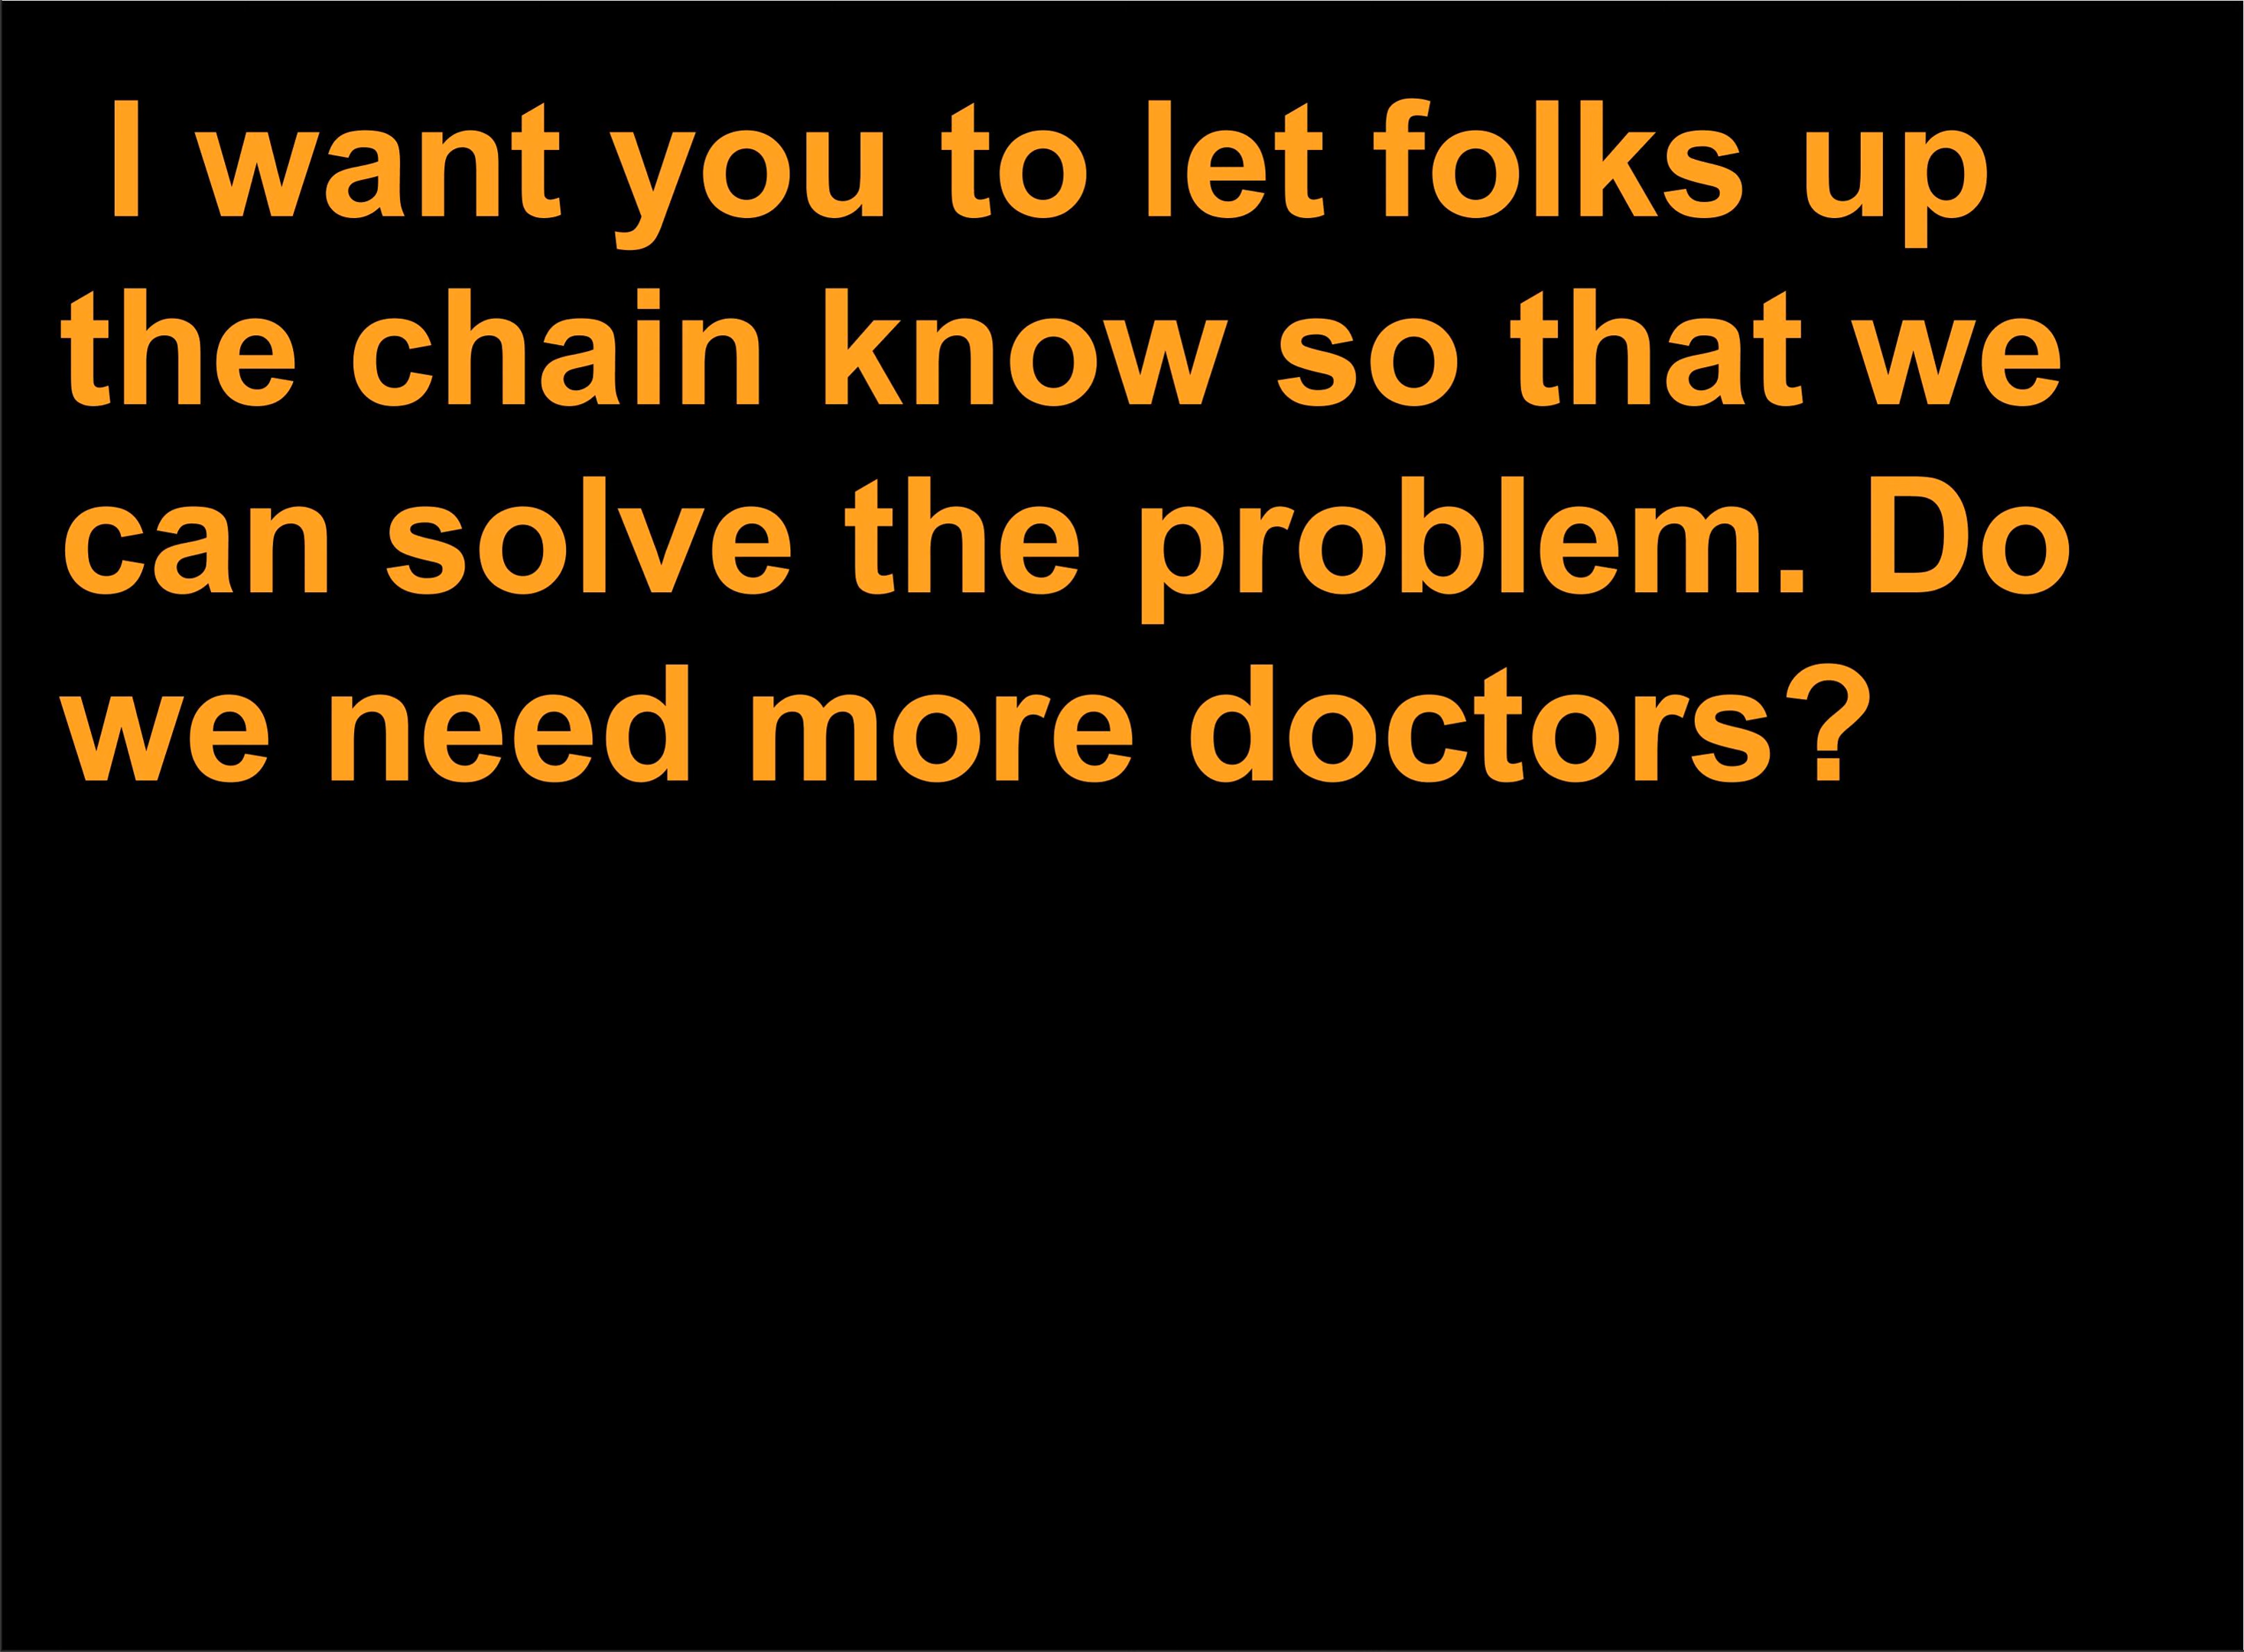 I want you to let folks up
the chain know so that we
can solve the problem. Do
we need more doctors?